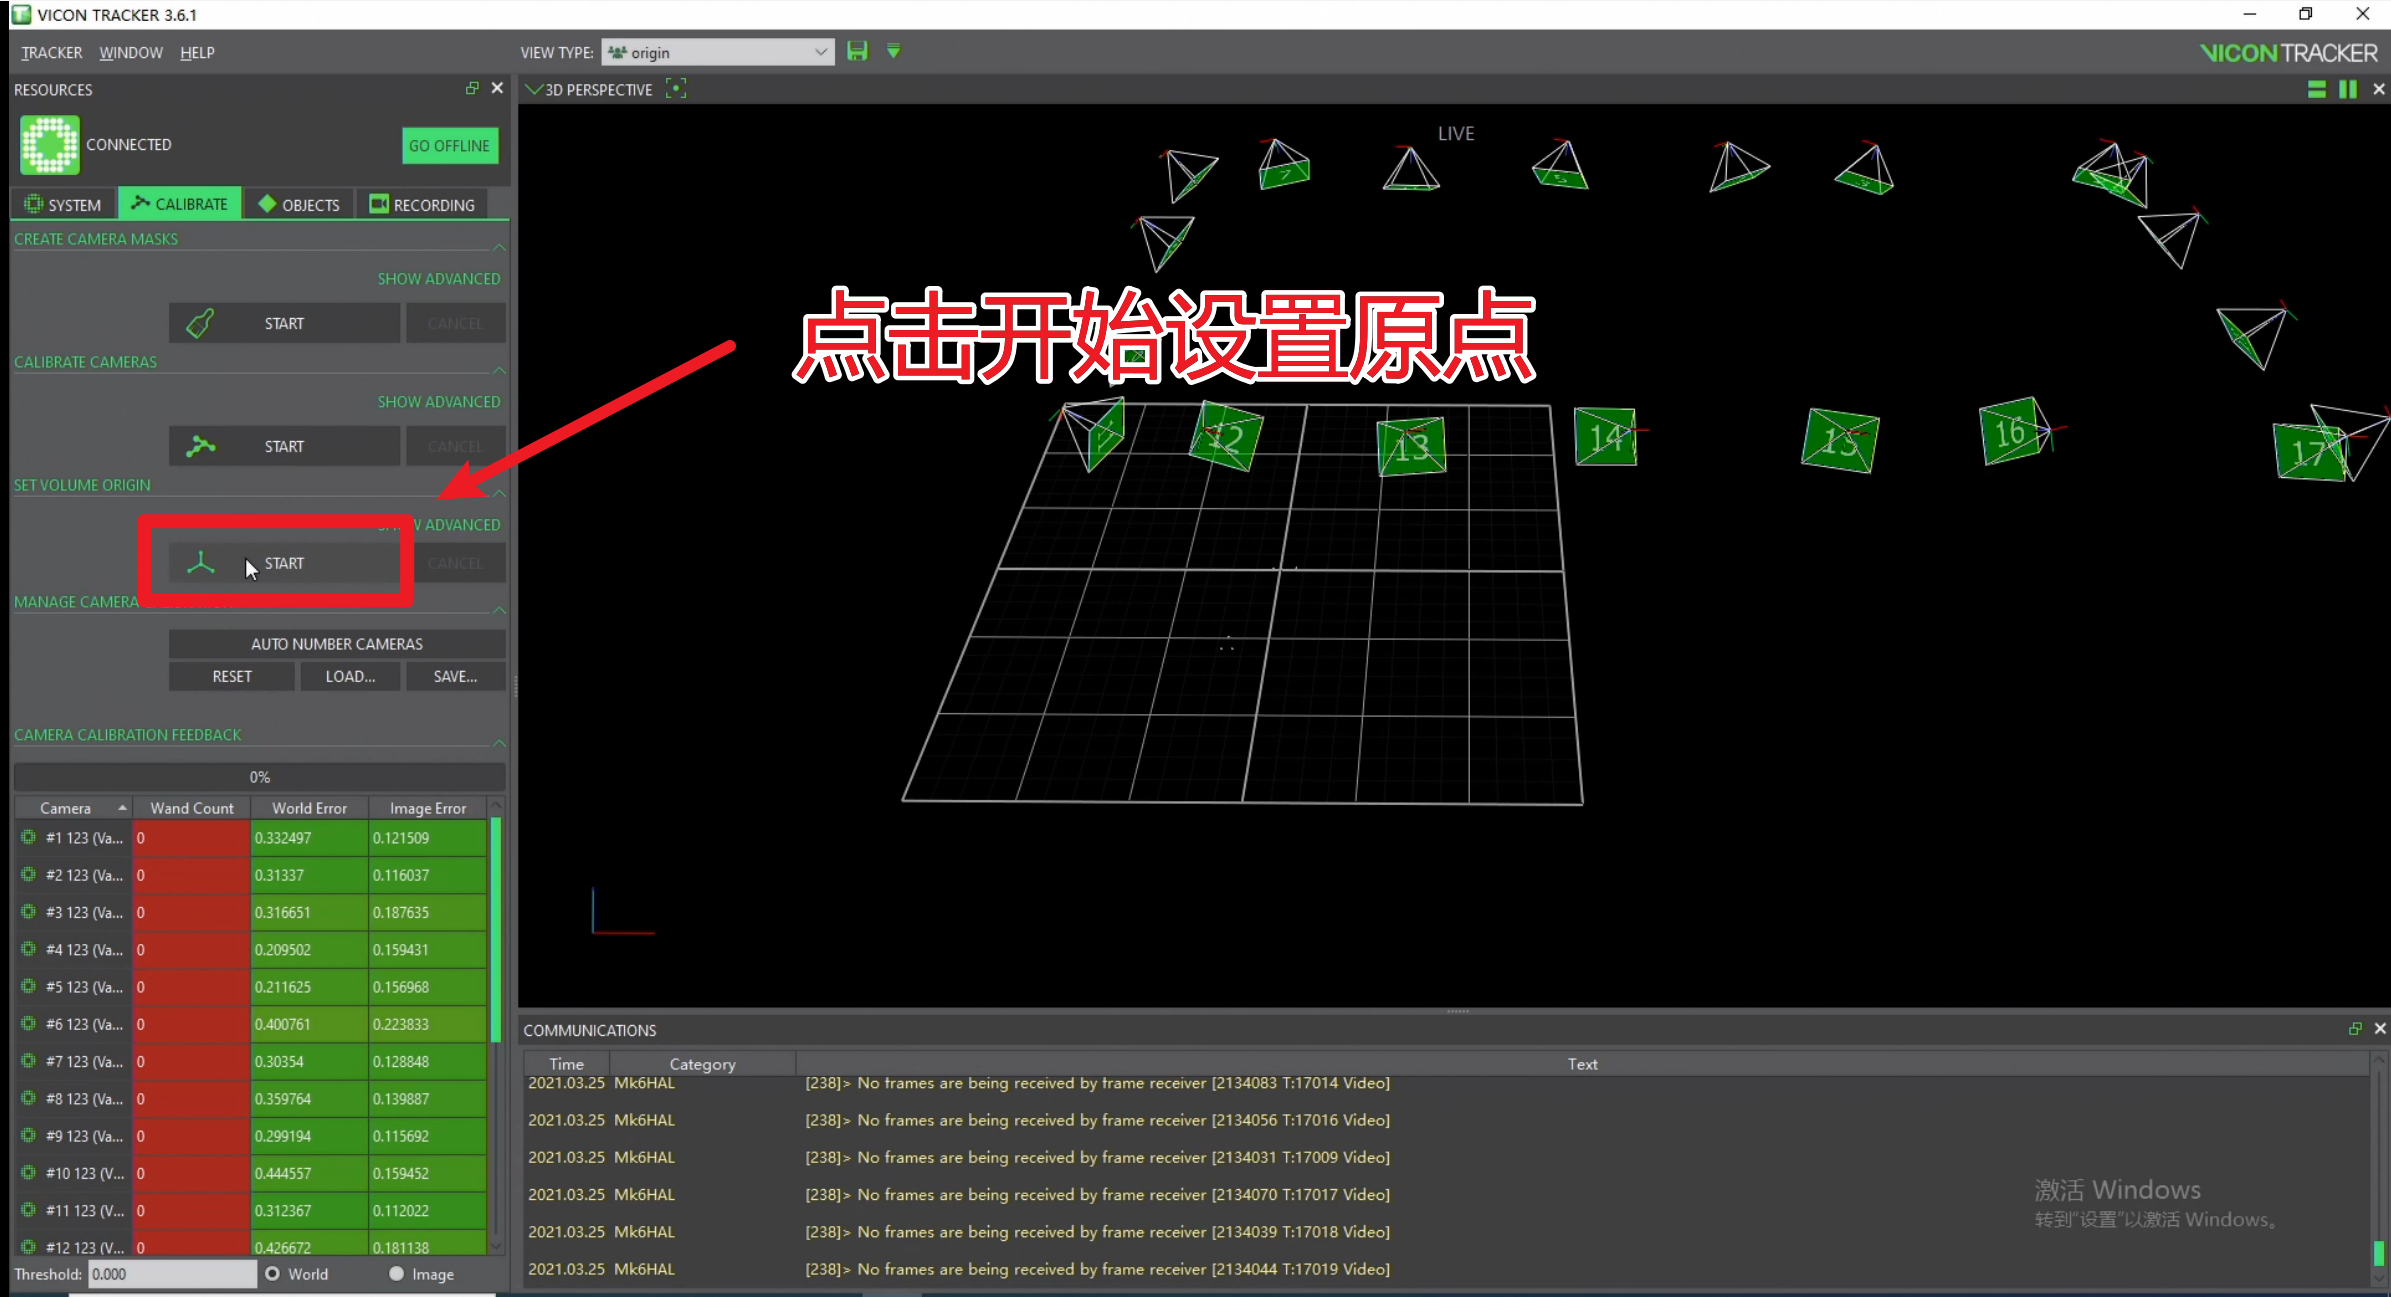 VICON TRACKER 3.6.1
TRACKER WINDOW HELP
VIEW TYPE: origin
VICONTRACKER
RESOURCES
3D PERSPECTIVE
CONNECTED
GO OFFLINE
LIVE
SYSTEM CALIBRATE OBJECTS RECORDING
CREATE CAMERA MASKS
SHOW ADVANCED
START CANCEL
点击开始设置原点
CALIBRATE CAMERAS
SHOW ADVANCED
START CANCEL
SET VOLUME ORIGIN
ADVANCED
START CANCEL
MANAGE CAMERA
AUTO NUMBER CAMERAS
RESET LOAD... SAVE...
7
5
12 13 14 15 16 17
CAMERA CALIBRATION FEEDBACK
0%
Camera Wand Count World Error Image Error
#1 123 (Va... 0 0.332497 0.121509
#2 123 (Va... 0 0.31337 0.116037
#3 123 (Va... 0 0.316651 0.187635
#4 123 (Va... 0 0.209502 0.159431
#5 123 (Va... 0 0.211625 0.156968
#6 123 (Va... 0 0.400761 0.223833
#7 123 (Va... 0 0.30354 0.128848
#8 123 (Va... 0 0.359764 0.139887
#9 123 (Va... 0 0.299194 0.115692
#10 123 (V... 0 0.444557 0.159452
#11 123 (V... 0 0.312367 0.112022
#12 123 (V... 0 0.426672 0.181138
Threshold: 0.000 World Image
COMMUNICATIONS
Time Category Text
2021.03.25 Mk6HAL [238]> No frames are being received by frame receiver [2134083 T:17014 Video]
2021.03.25 Mk6HAL [238]> No frames are being received by frame receiver [2134056 T:17016 Video]
2021.03.25 Mk6HAL [238]> No frames are being received by frame receiver [2134031 T:17009 Video]
2021.03.25 Mk6HAL [238]> No frames are being received by frame receiver [2134070 T:17017 Video]
2021.03.25 Mk6HAL [238]> No frames are being received by frame receiver [2134039 T:17018 Video]
2021.03.25 Mk6HAL [238]> No frames are being received by frame receiver [2134044 T:17019 Video]
激活 Windows
转到“设置”以激活 Windows。